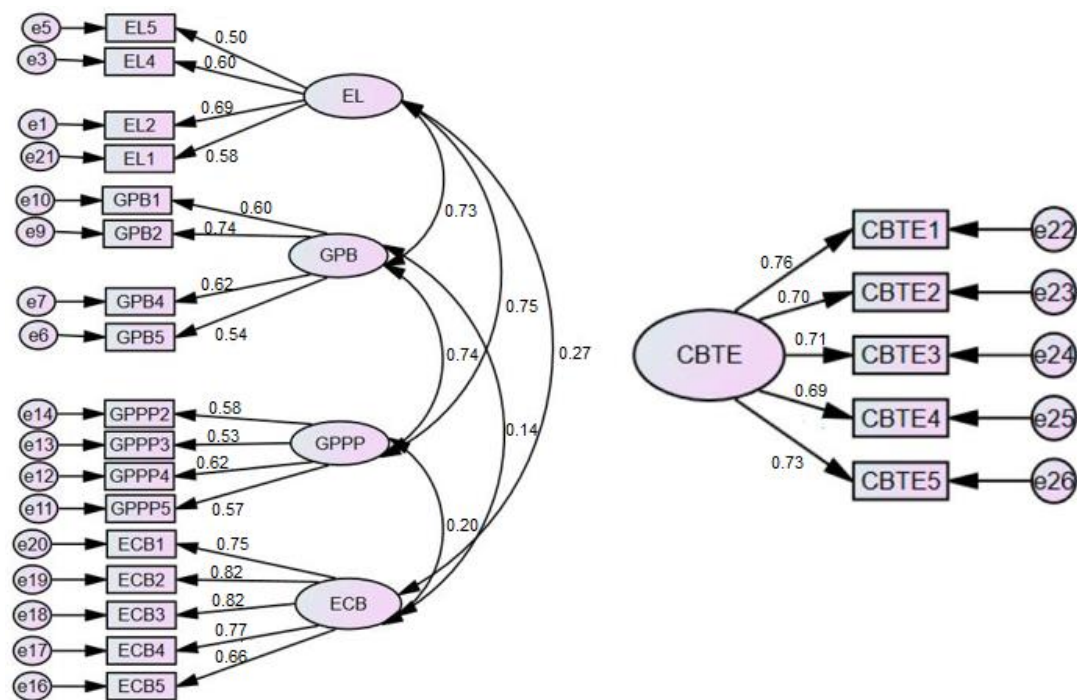 e5 EL5 0.50
e3 EL4 0.60
EL
e1 EL2 0.69
e21 EL1 0.58
e10 GPB1 0.60
e9 GPB2 0.74
GPB
e7 GPB4 0.62
e6 GPB5 0.54
e14 GPPP2 0.58
e13 GPPP3 0.53
GPPP
e12 GPPP4 0.62
e11 GPPP5 0.57
e20 ECB1 0.75
e19 ECB2 0.82
e18 ECB3 0.82
ECB
e17 ECB4 0.77
e16 ECB5 0.66
0.73
0.75
0.74
0.27
0.14
0.20
CBTE
0.76 CBTE1 e22
0.70 CBTE2 e23
0.71 CBTE3 e24
0.69 CBTE4 e25
0.73 CBTE5 e26